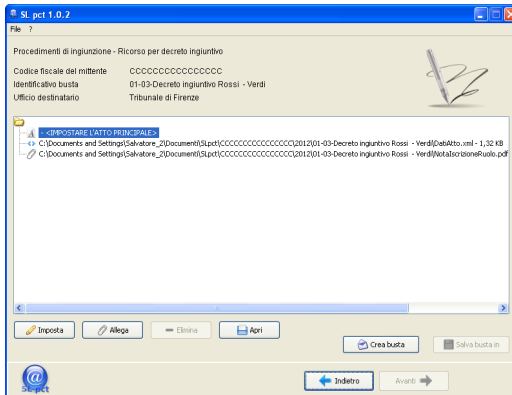 SL pct 1.0.2
File ?
Procedimenti di ingiunzione - Ricorso per decreto ingiuntivo
Codice fiscale del mittente CCCCCCCCCCCCCCCC
Identificativo busta 01-03-Decreto ingiuntivo Rossi - Verdi
Ufficio destinatario Tribunale di Firenze
- <IMPOSTARE L'ATTO PRINCIPALE>
C:\Documents and Settings\Salvatore_2\Documenti\SLpct\CCCCCCCCCCCCCCCC\2012\01-03-Decreto ingiuntivo Rossi - Verdi\DatiAtto.xml - 1,32 KB
C:\Documents and Settings\Salvatore_2\Documenti\SLpct\CCCCCCCCCCCCCCCC\2012\01-03-Decreto ingiuntivo Rossi - Verdi\NotaIscrizioneRuolo.pdf
Imposta Allega Elimina Apri
Crea busta Salva busta in
SL pct
Indietro Avanti